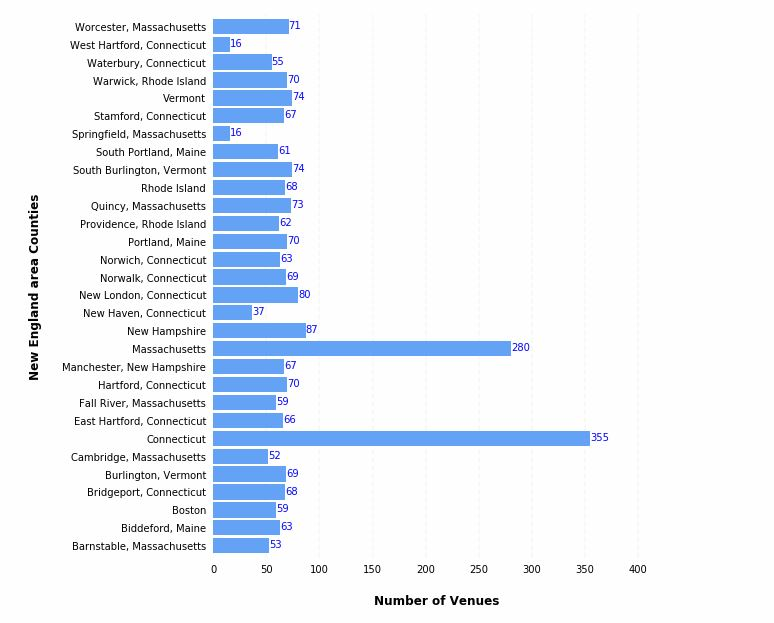 Worcester, Massachusetts 71
West Hartford, Connecticut 16
Waterbury, Connecticut 55
Warwick, Rhode Island 70
Vermont 74
Stamford, Connecticut 67
Springfield, Massachusetts 16
South Portland, Maine 61
South Burlington, Vermont 74
Rhode Island 68
Quincy, Massachusetts 73
Providence, Rhode Island 62
Portland, Maine 70
Norwich, Connecticut 63
Norwalk, Connecticut 69
New London, Connecticut 80
New Haven, Connecticut 37
New Hampshire 87
Massachusetts 280
Manchester, New Hampshire 67
Hartford, Connecticut 70
Fall River, Massachusetts 59
East Hartford, Connecticut 66
Connecticut 355
Cambridge, Massachusetts 52
Burlington, Vermont 69
Bridgeport, Connecticut 68
Boston 59
Biddeford, Maine 63
Barnstable, Massachusetts 53
0 50 100 150 200 250 300 350 400
Number of Venues
New England area Counties